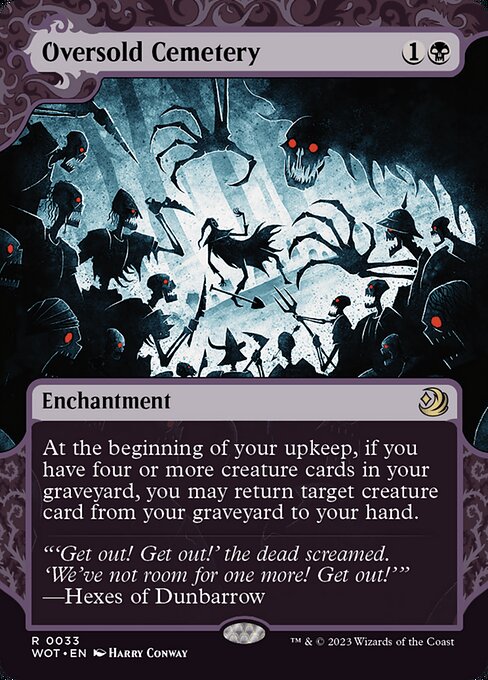 Oversold Cemetery 1
Enchantment
At the beginning of your upkeep, if you
have four or more creature cards in your
graveyard, you may return target creature
card from your graveyard to your hand.
“‘Get out! Get out!’ the dead screamed.
‘We’ve not room for one more! Get out!’”
—Hexes of Dunbarrow
R 0033
WOT • EN Harry Conway
™ & © 2023 Wizards of the Coast